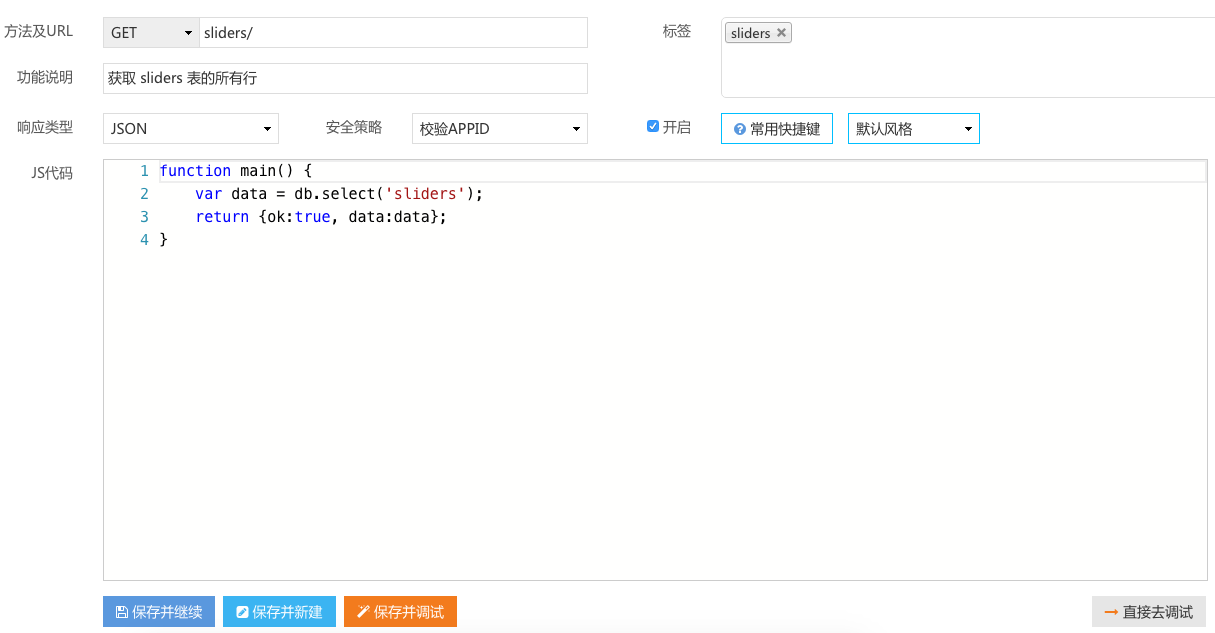 方法及URL GET sliders/ 标签 sliders ✕
功能说明 获取 sliders 表的所有行
响应类型 JSON 安全策略 校验APPID 开启 常用快捷键 默认风格
JS代码
1 function main() {
2     var data = db.select('sliders');
3     return {ok:true, data:data};
4 }
保存并继续 保存并新建 保存并调试 直接去调试